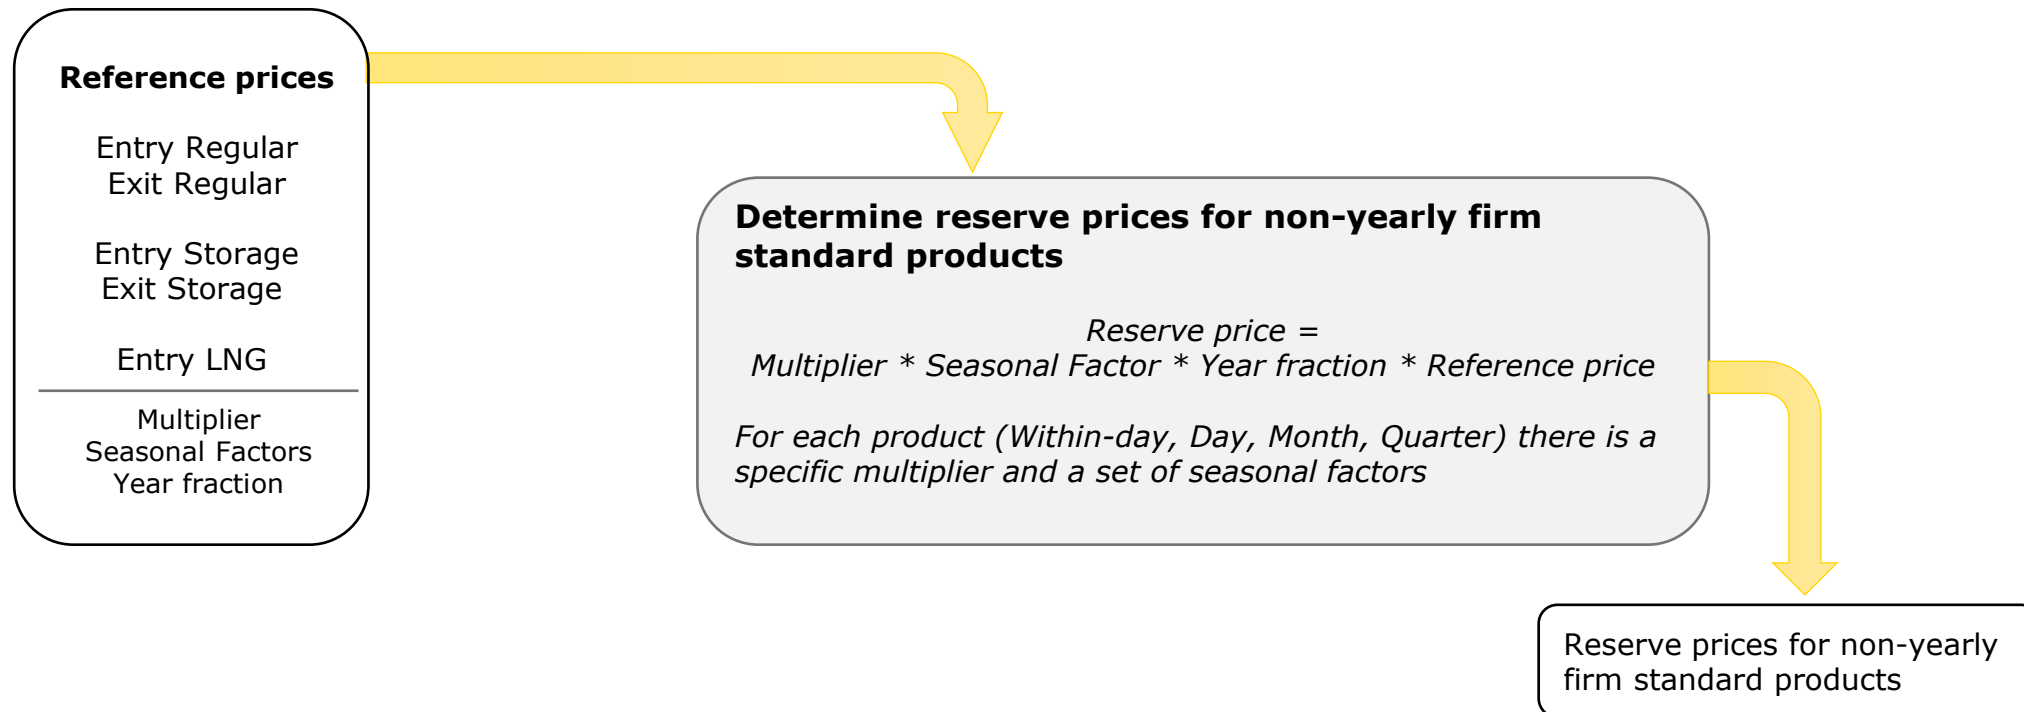 Reference prices
Entry Regular
Exit Regular
Entry Storage
Exit Storage
Entry LNG
Multiplier
Seasonal Factors
Year fraction
Determine reserve prices for non-yearly firm
standard products
Reserve price =
Multiplier * Seasonal Factor * Year fraction * Reference price
For each product (Within-day, Day, Month, Quarter) there is a
specific multiplier and a set of seasonal factors
Reserve prices for non-yearly
firm standard products